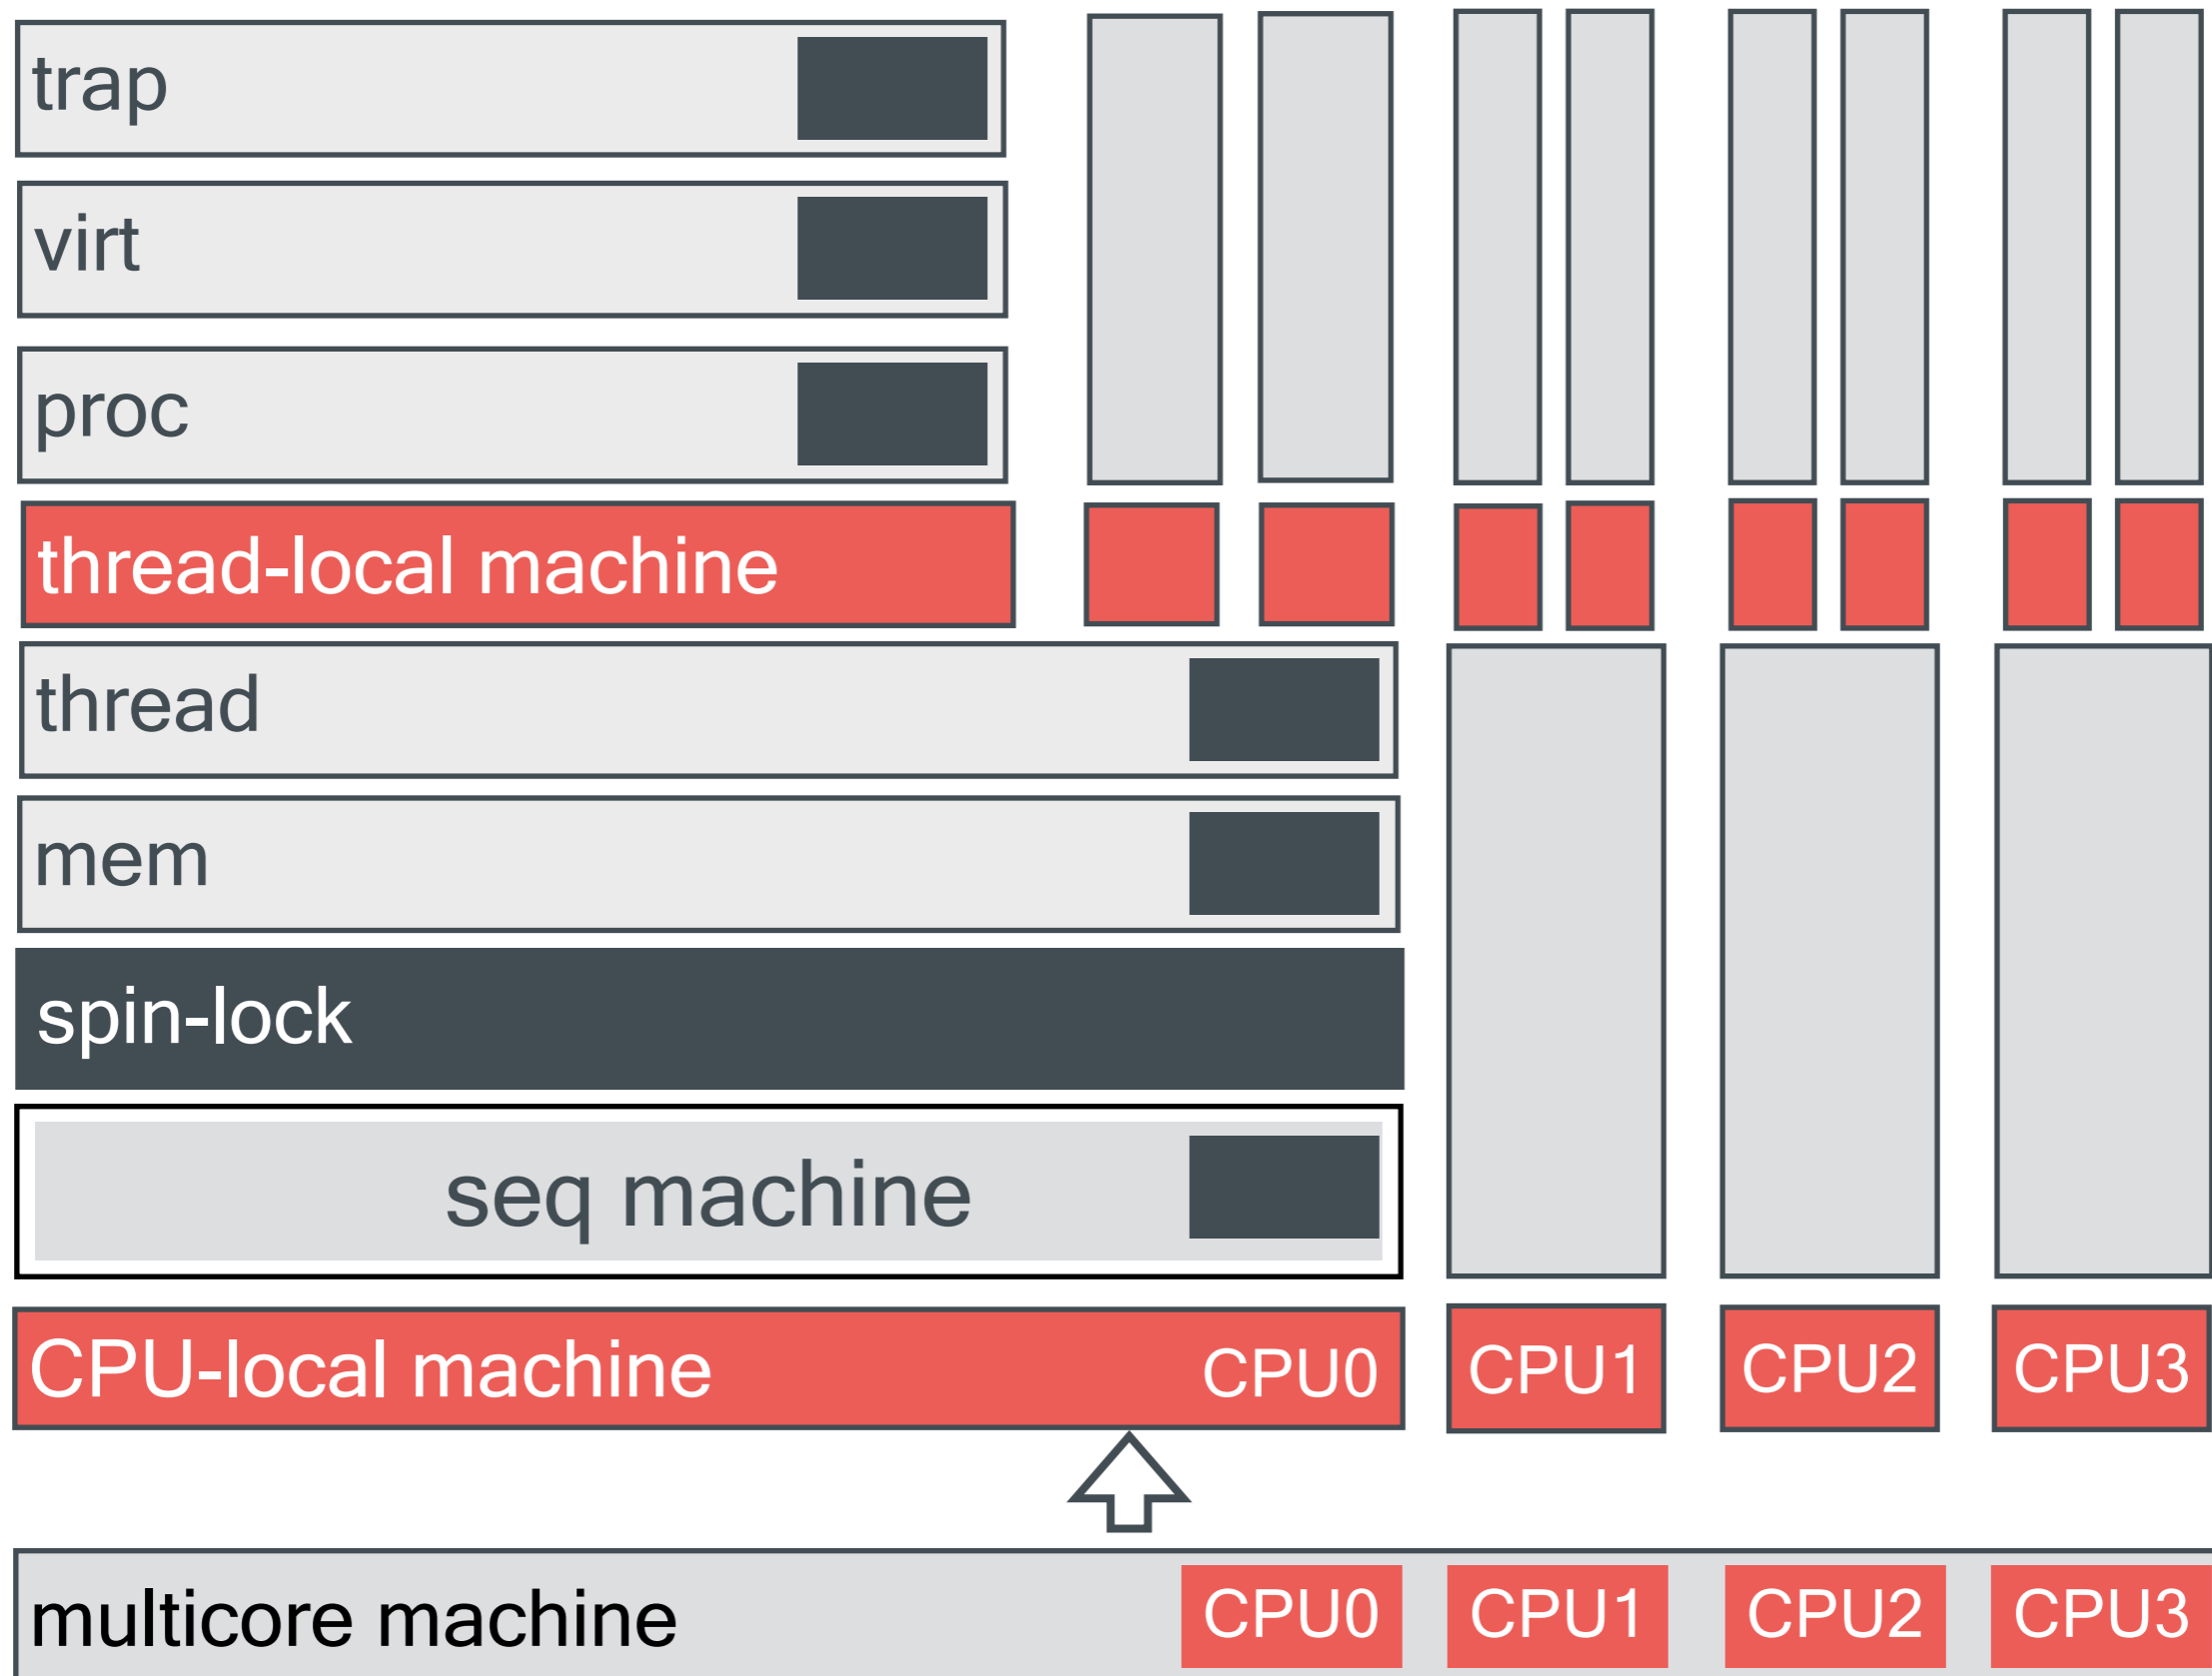 trap
virt
proc
thread-local machine
thread
mem
spin-lock
seq machine
CPU-local machine CPU0 CPU1 CPU2 CPU3
multicore machine CPU0 CPU1 CPU2 CPU3